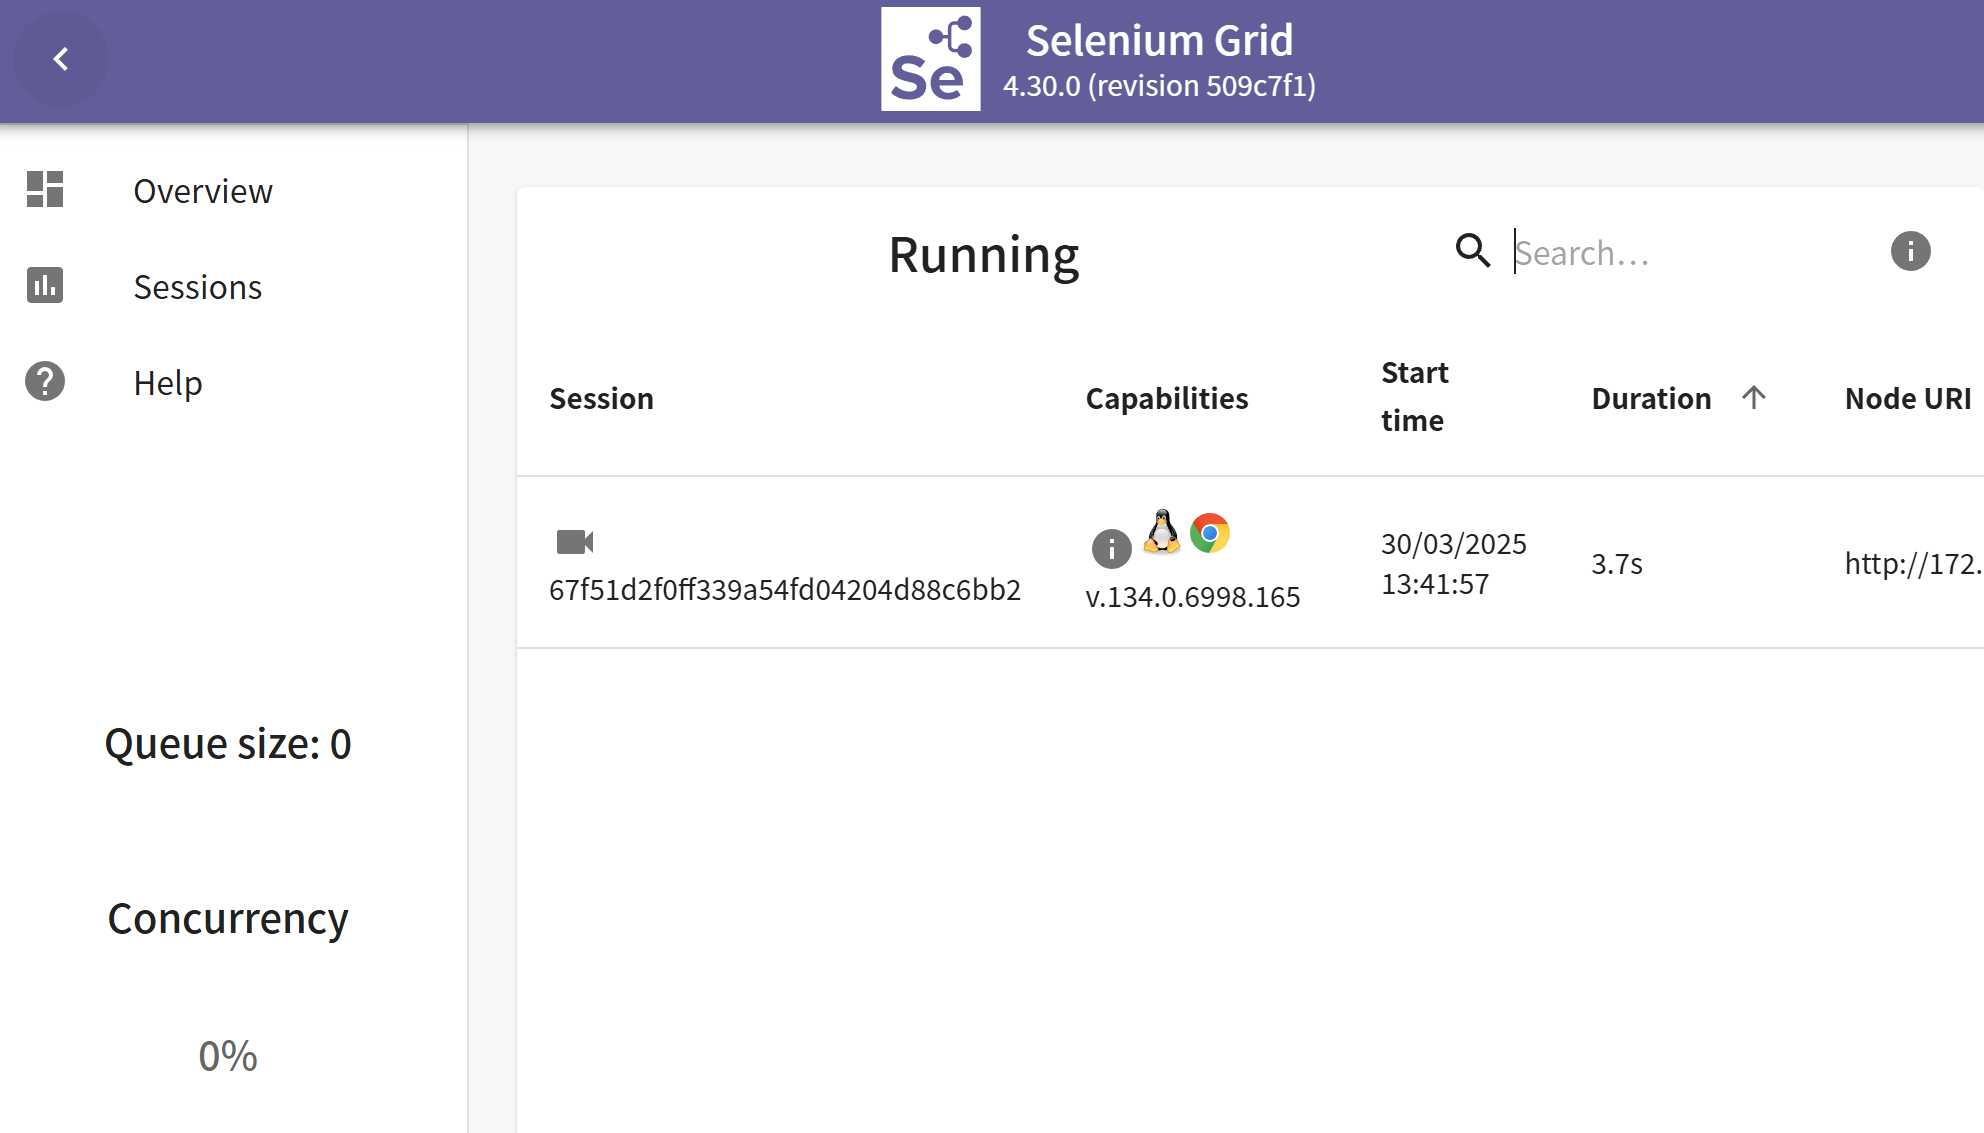 Se
Selenium Grid
4.30.0 (revision 509c7f1)
Overview
Sessions
Help
Queue size: 0
Concurrency
0%
Running
Search…
Session
Capabilities
Start
time
Duration
Node URI
67f51d2f0ff339a54fd04204d88c6bb2
v.134.0.6998.165
30/03/2025
13:41:57
3.7s
http://172.